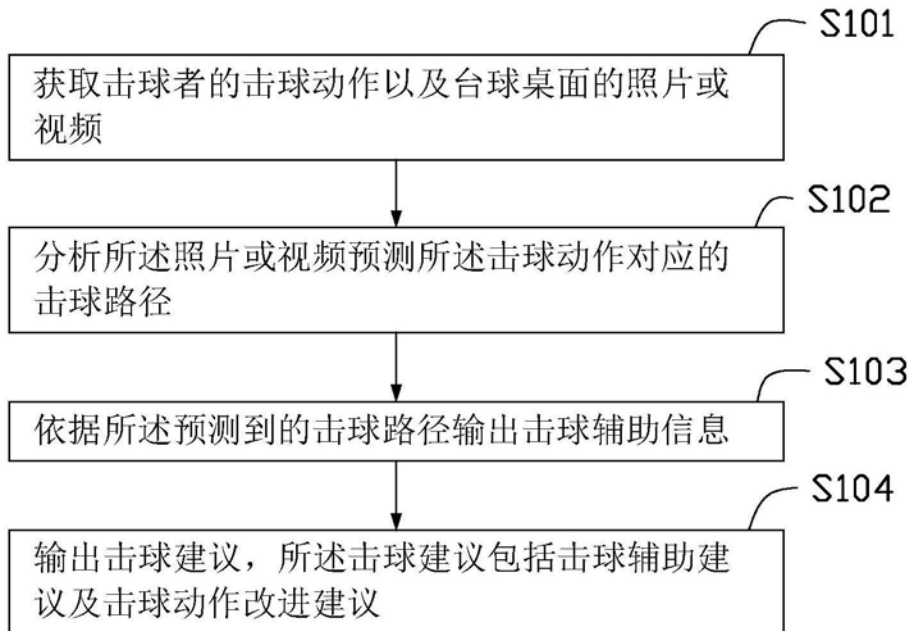 S101
获取击球者的击球动作以及台球桌面的照片或
视频
S102
分析所述照片或视频预测所述击球动作对应的
击球路径
S103
依据所述预测到的击球路径输出击球辅助信息
S104
输出击球建议，所述击球建议包括击球辅助建
议及击球动作改进建议